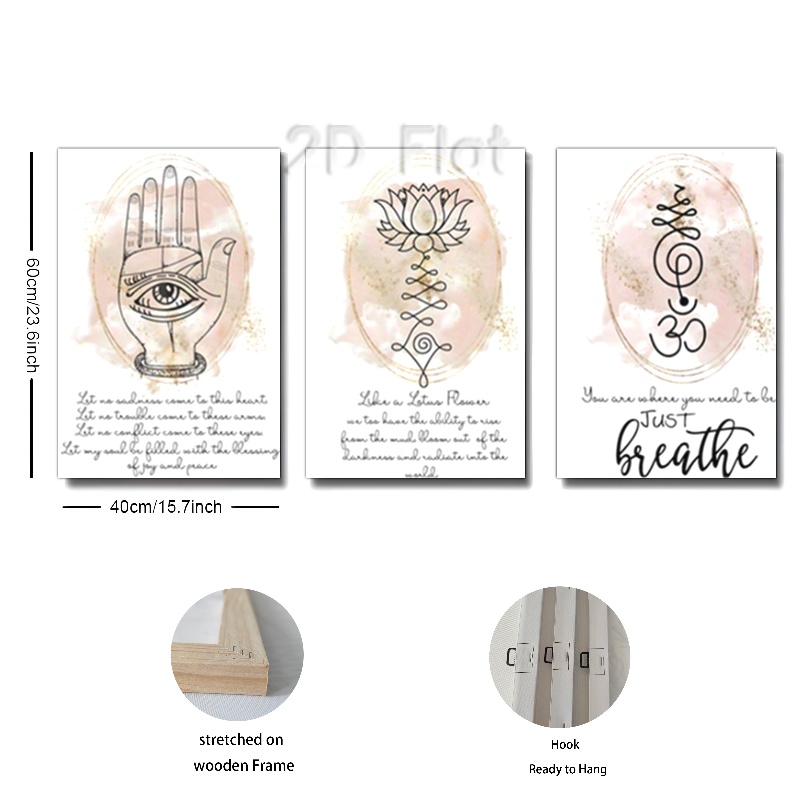 2D Flat
60cm/23.6inch
Let no sadness come to this heart
Let no trouble come to these arms
Let no conflict come to these eyes
Let my soul be filled with the blessing
of joy and peace
Like a Lotus Flower
we too have the ability to rise
from the mud bloom out of the
darkness and radiate into the
world
You are where you need to be
JUST
breathe
ॐ
40cm/15.7inch
stretched on
wooden Frame
Hook
Ready to Hang